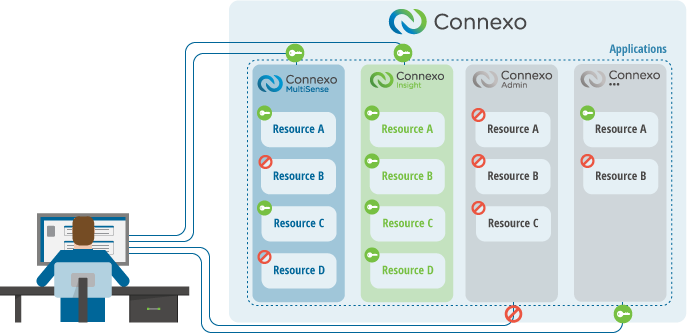 Connexo
Applications
Connexo
MultiSense
Resource A
Resource B
Resource C
Resource D
Connexo
Insight
Resource A
Resource B
Resource C
Resource D
Connexo
Admin
Resource A
Resource B
Resource C
Connexo
•••
Resource A
Resource B